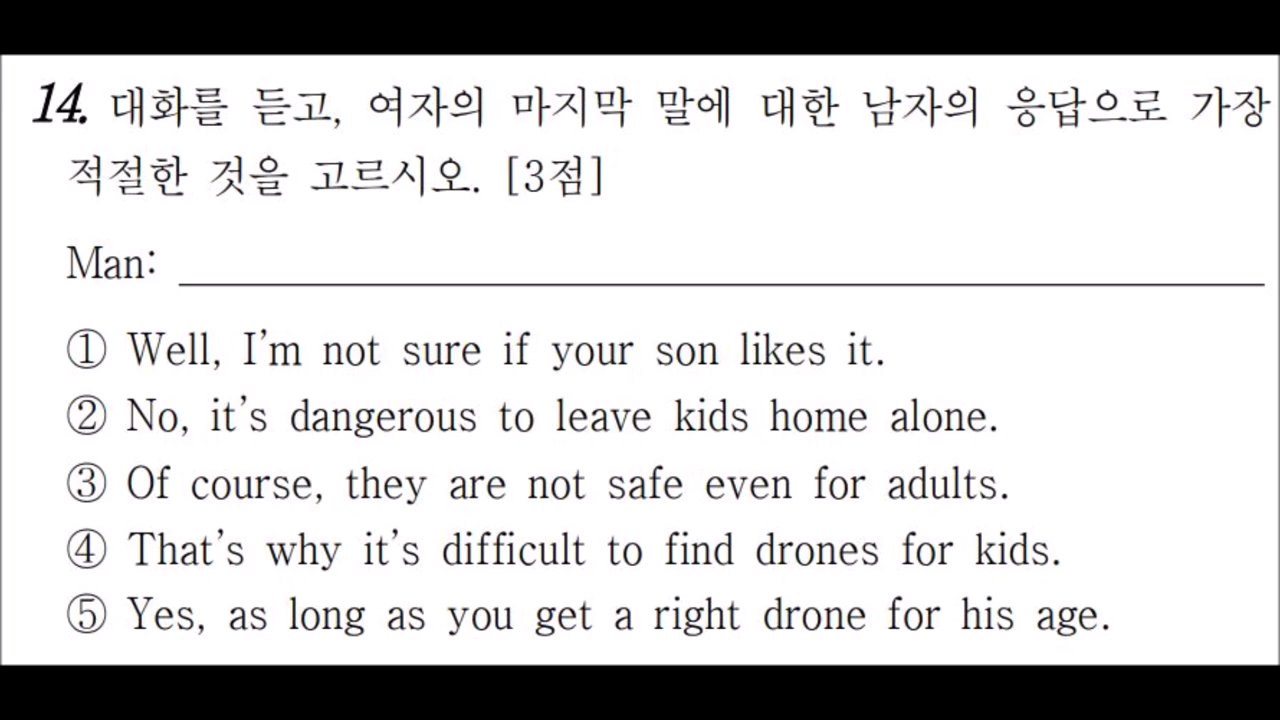 14. 대화를 듣고, 여자의 마지막 말에 대한 남자의 응답으로 가장
적절한 것을 고르시오. [3점]
Man:
① Well, I'm not sure if your son likes it.
② No, it's dangerous to leave kids home alone.
③ Of course, they are not safe even for adults.
④ That's why it's difficult to find drones for kids.
⑤ Yes, as long as you get a right drone for his age.